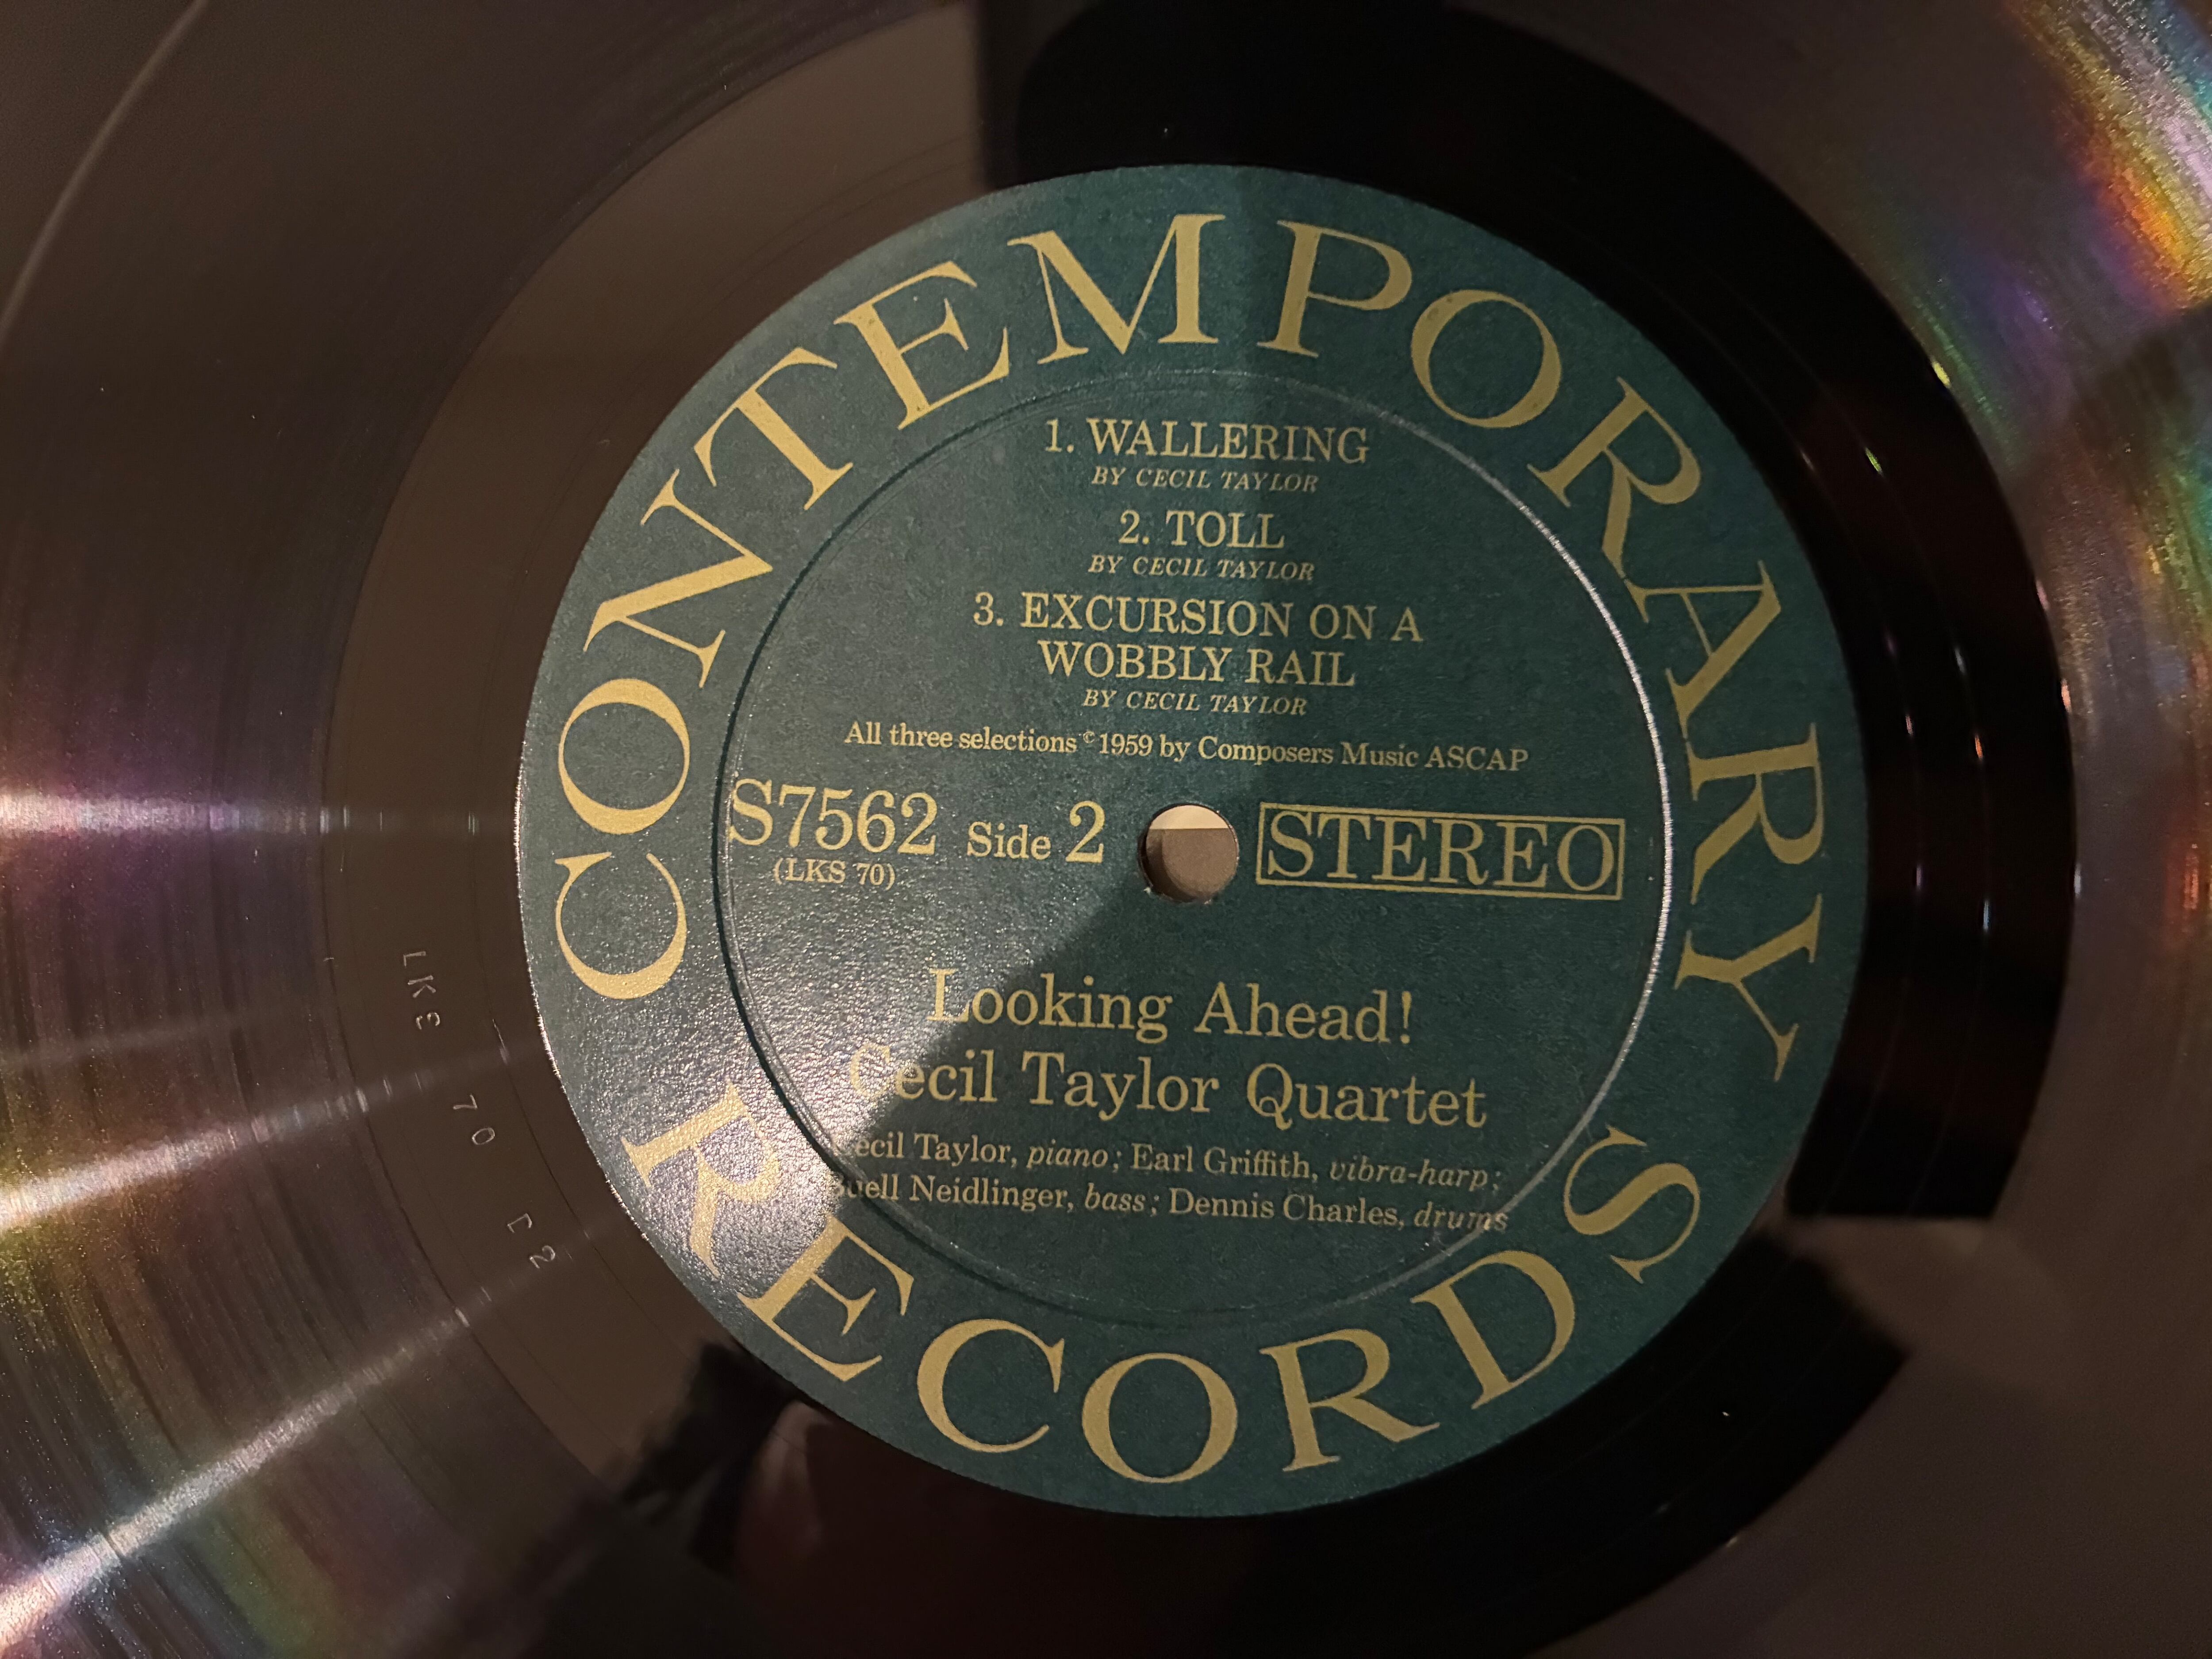 CONTEMPORARY
1. WALLERING
BY CECIL TAYLOR
2. TOLL
BY CECIL TAYLOR
3. EXCURSION ON A
WOBBLY RAIL
BY CECIL TAYLOR
All three selections © 1959 by Composers Music ASCAP
S7562 Side 2 STEREO
(LKS 70)
Looking Ahead!
Cecil Taylor Quartet
Cecil Taylor, piano; Earl Griffith, vibra-harp;
Buell Neidlinger, bass; Dennis Charles, drums
RECORDS
LKS 70